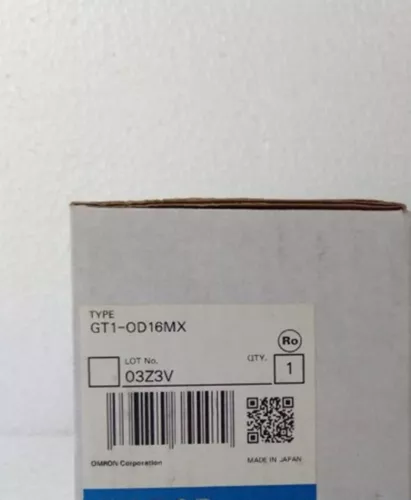 TYPE
GT1-OD16MX
Ro
LOT No.
QTY.
03Z3V
1
OMRON Corporation
MADE IN JAPAN